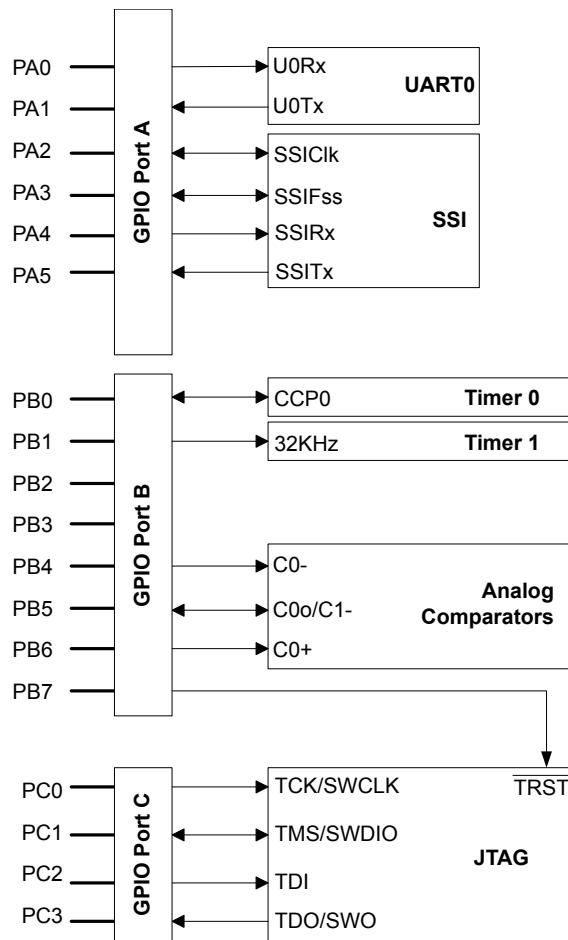 PA0
PA1
PA2
PA3
PA4
PA5
GPIO Port A
U0Rx
U0Tx
UART0
SSIClk
SSIFss
SSIRx
SSITx
SSI
PB0
PB1
PB2
PB3
PB4
PB5
PB6
PB7
GPIO Port B
CCP0
Timer 0
32KHz
Timer 1
C0-
C0o/C1-
C0+
Analog
Comparators
PC0
PC1
PC2
PC3
GPIO Port C
TCK/SWCLK
TMS/SWDIO
TDI
TDO/SWO
TRST
JTAG